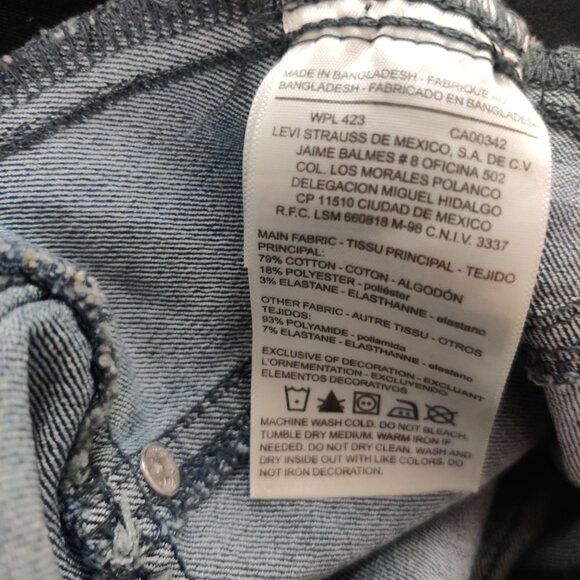 MADE IN BANGLADESH - FABRIQUE AU
BANGLADESH - FABRICADO EN BANGLADESH
WPL 423 CA00342
LEVI STRAUSS DE MEXICO, S.A. DE C.V
JAIME BALMES # 8 OFICINA 502
COL. LOS MORALES POLANCO
DELEGACION MIGUEL HIDALGO
CP 11510 CIUDAD DE MEXICO
R.F.C. LSM 660818 M-98 C.N.I.V. 3337
MAIN FABRIC - TISSU PRINCIPAL - TEJIDO
PRINCIPAL:
79% COTTON - COTON - ALGODÓN
18% POLYESTER - poliéster
3% ELASTANE - ELASTHANNE - elastano
OTHER FABRIC - AUTRE TISSU - OTROS
TEJIDOS:
93% POLYAMIDE - poliamida
7% ELASTANE - ELASTHANNE - elastano
EXCLUSIVE OF DECORATION - EXCLUANT
L'ORNEMENTATION - EXCLUYENDO
ELEMENTOS DECORATIVOS
MACHINE WASH COLD. DO NOT BLEACH.
TUMBLE DRY MEDIUM. WARM IRON IF
NEEDED. DO NOT DRY CLEAN. WASH AND
DRY INSIDE OUT WITH LIKE COLORS. DO
NOT IRON DECORATION.